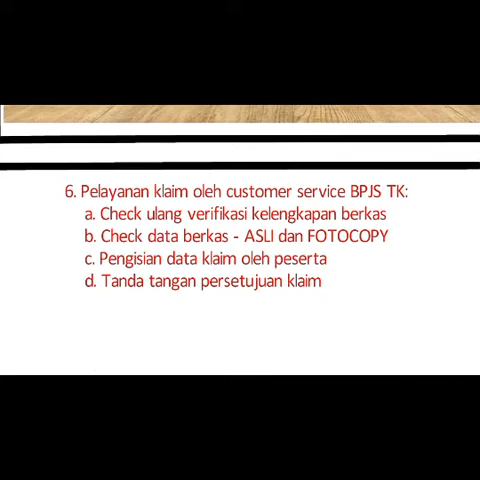 6. Pelayanan klaim oleh customer service BPJS TK:
a. Check ulang verifikasi kelengkapan berkas
b. Check data berkas - ASLI dan FOTOCOPY
c. Pengisian data klaim oleh peserta
d. Tanda tangan persetujuan klaim